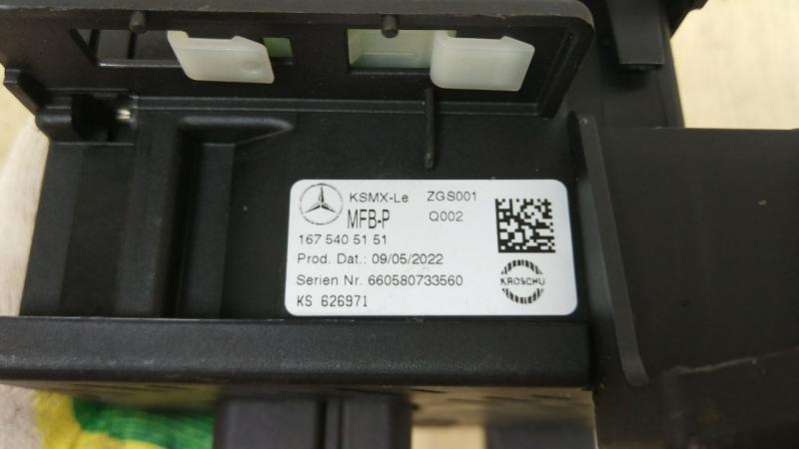 KSMX-Le ZGS001
MFB-P Q002
167 540 51 51
Prod. Dat.: 09/05/2022
Serien Nr. 660580733560
KROSCHU
KS 626971